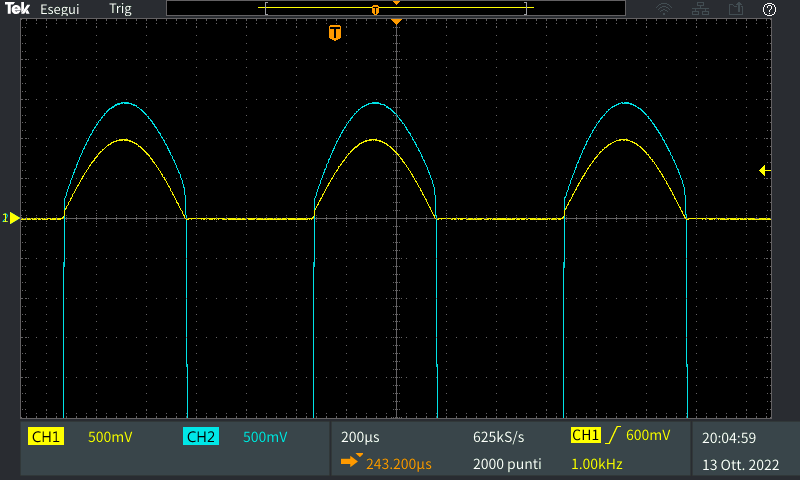 Tek Esegui Trig
T
T
1
CH1 500mV CH2 500mV 200µs 625kS/s CH1 600mV 20:04:59
243.200µs 2000 punti 1.00kHz 13 Ott. 2022